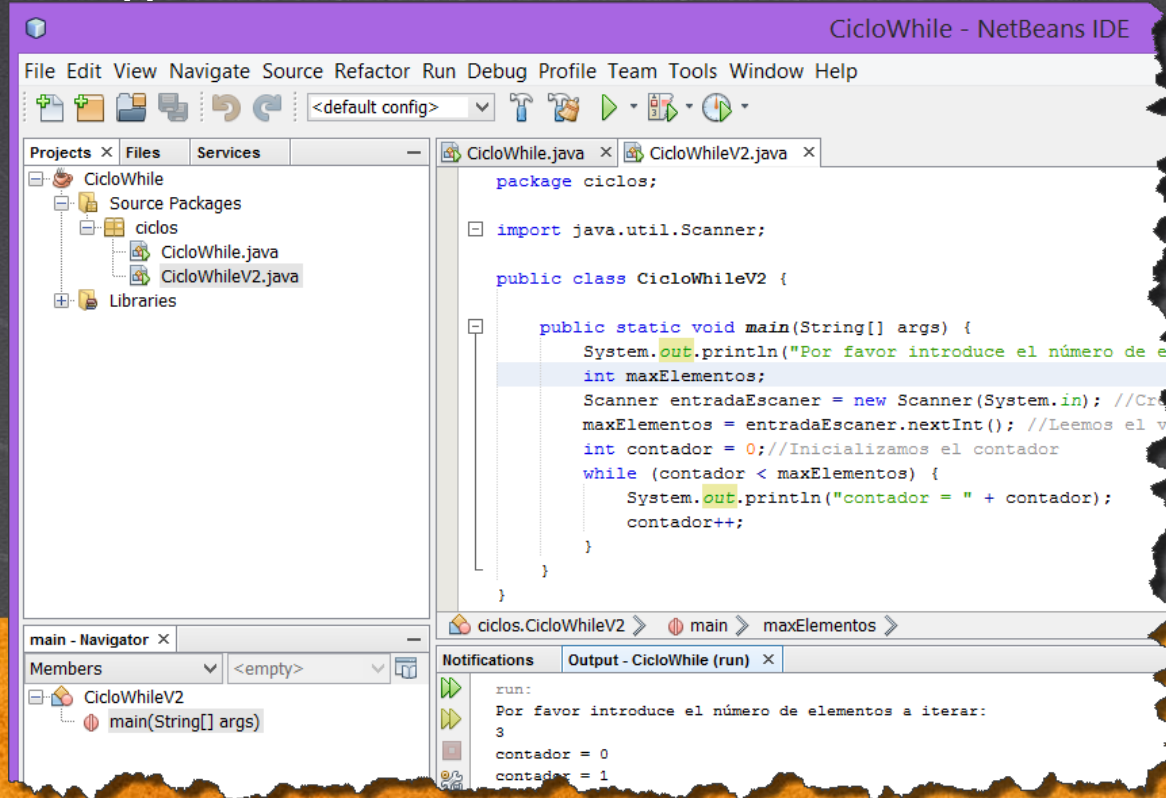 CicloWhile - NetBeans IDE
File Edit View Navigate Source Refactor Run Debug Profile Team Tools Window Help
<default config>
Projects Files Services
CicloWhile
Source Packages
ciclos
CicloWhile.java
CicloWhileV2.java
Libraries
CicloWhile.java CicloWhileV2.java
package ciclos;
import java.util.Scanner;
public class CicloWhileV2 {
public static void main(String[] args) {
System.out.println("Por favor introduce el número de e
int maxElementos;
Scanner entradaEscaner = new Scanner(System.in); //Cre
maxElementos = entradaEscaner.nextInt(); //Leemos el v
int contador = 0;//Inicializamos el contador
while (contador < maxElementos) {
System.out.println("contador = " + contador);
contador++;
}
}
}
ciclos.CicloWhileV2 main maxElementos
main - Navigator
Members <empty>
CicloWhileV2
main(String[] args)
Notifications Output - CicloWhile (run)
run:
Por favor introduce el número de elementos a iterar:
3
contador = 0
contador = 1